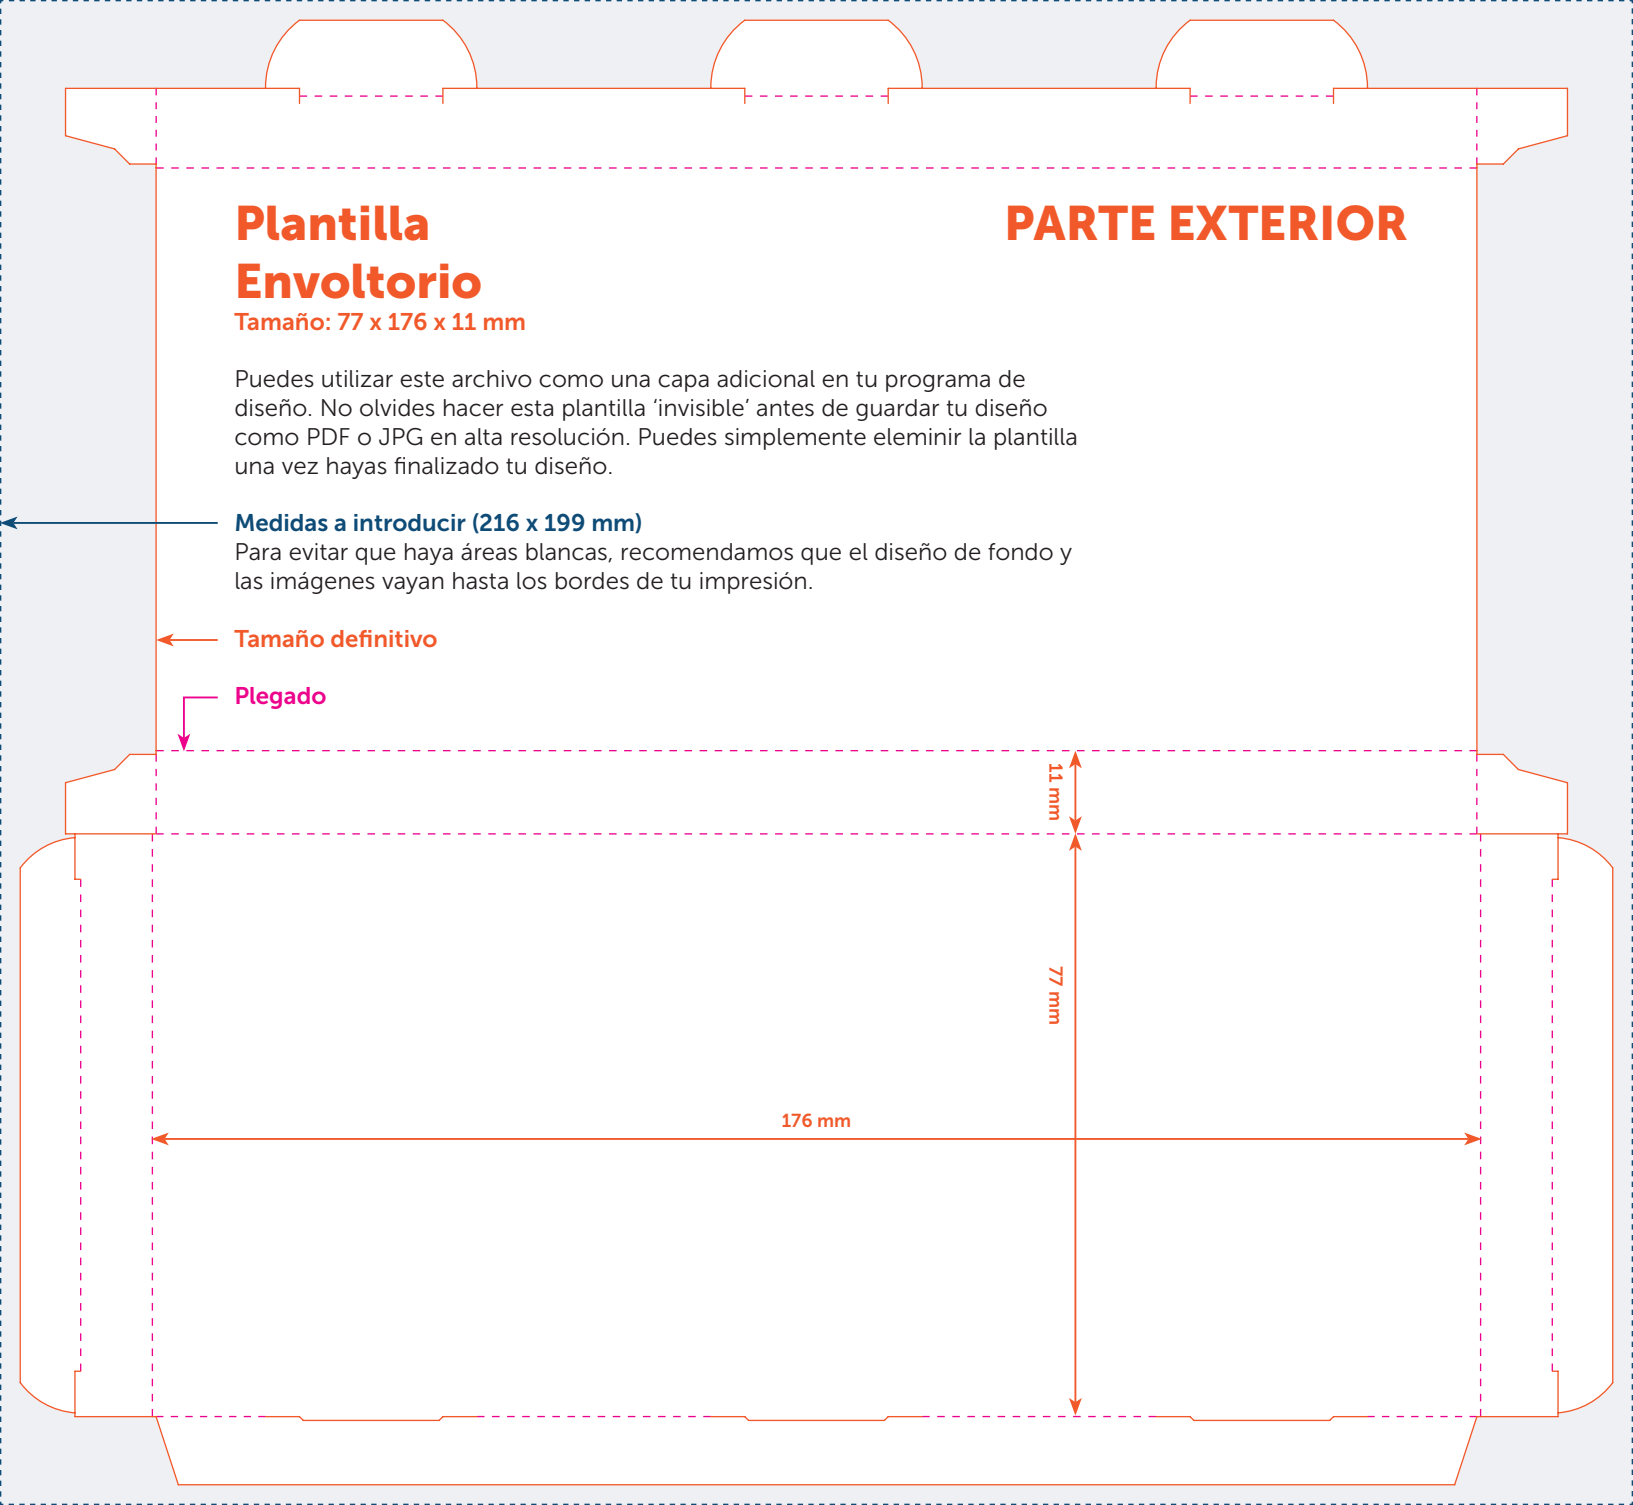 Plantilla
Envoltorio
PARTE EXTERIOR
Tamaño: 77 x 176 x 11 mm
Puedes utilizar este archivo como una capa adicional en tu programa de
diseño. No olvides hacer esta plantilla ‘invisible’ antes de guardar tu diseño
como PDF o JPG en alta resolución. Puedes simplemente eleminir la plantilla
una vez hayas finalizado tu diseño.
Medidas a introducir (216 x 199 mm)
Para evitar que haya áreas blancas, recomendamos que el diseño de fondo y
las imágenes vayan hasta los bordes de tu impresión.
Tamaño definitivo
Plegado
11 mm
77 mm
176 mm